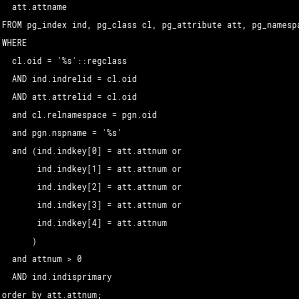 att.attname
FROM pg_index ind, pg_class cl, pg_attribute att,
WHERE
cl.oid = '%s'::regclass
AND ind.indrelid = cl.oid
AND att.attrelid = cl.oid
and cl.relnamespace = pgn.oid
and pgn.nspname = '%s'
and (ind.indkey[0] = att.attnum or
ind.indkey[1] = att.attnum or
ind.indkey[2] = att.attnum or
ind.indkey[3] = att.attnum or
ind.indkey[4] = att.attnum
)
and attnum > 0
AND ind.indisprimary
order by att.attnum;